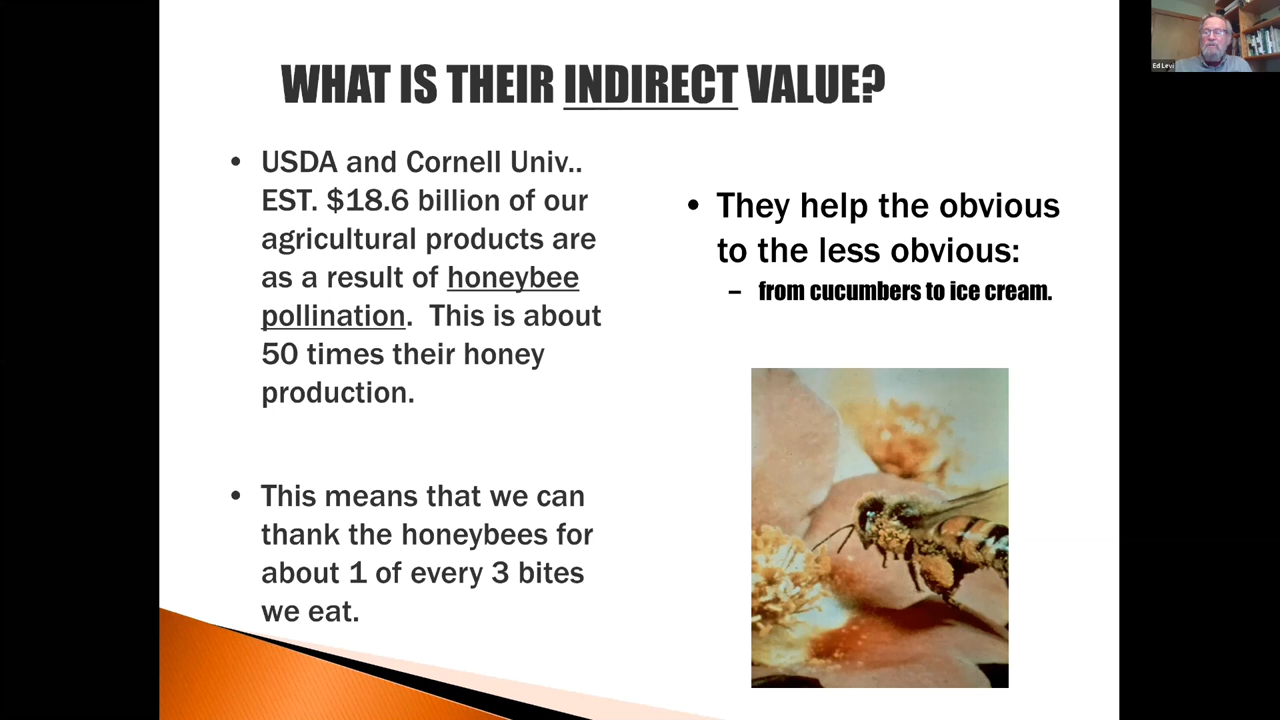 WHAT IS THEIR INDIRECT VALUE?
• USDA and Cornell Univ..
EST. $18.6 billion of our
agricultural products are
as a result of honeybee
pollination.  This is about
50 times their honey
production.
• This means that we can
thank the honeybees for
about 1 of every 3 bites
we eat.
• They help the obvious
to the less obvious:
– from cucumbers to ice cream.
Ed Levi